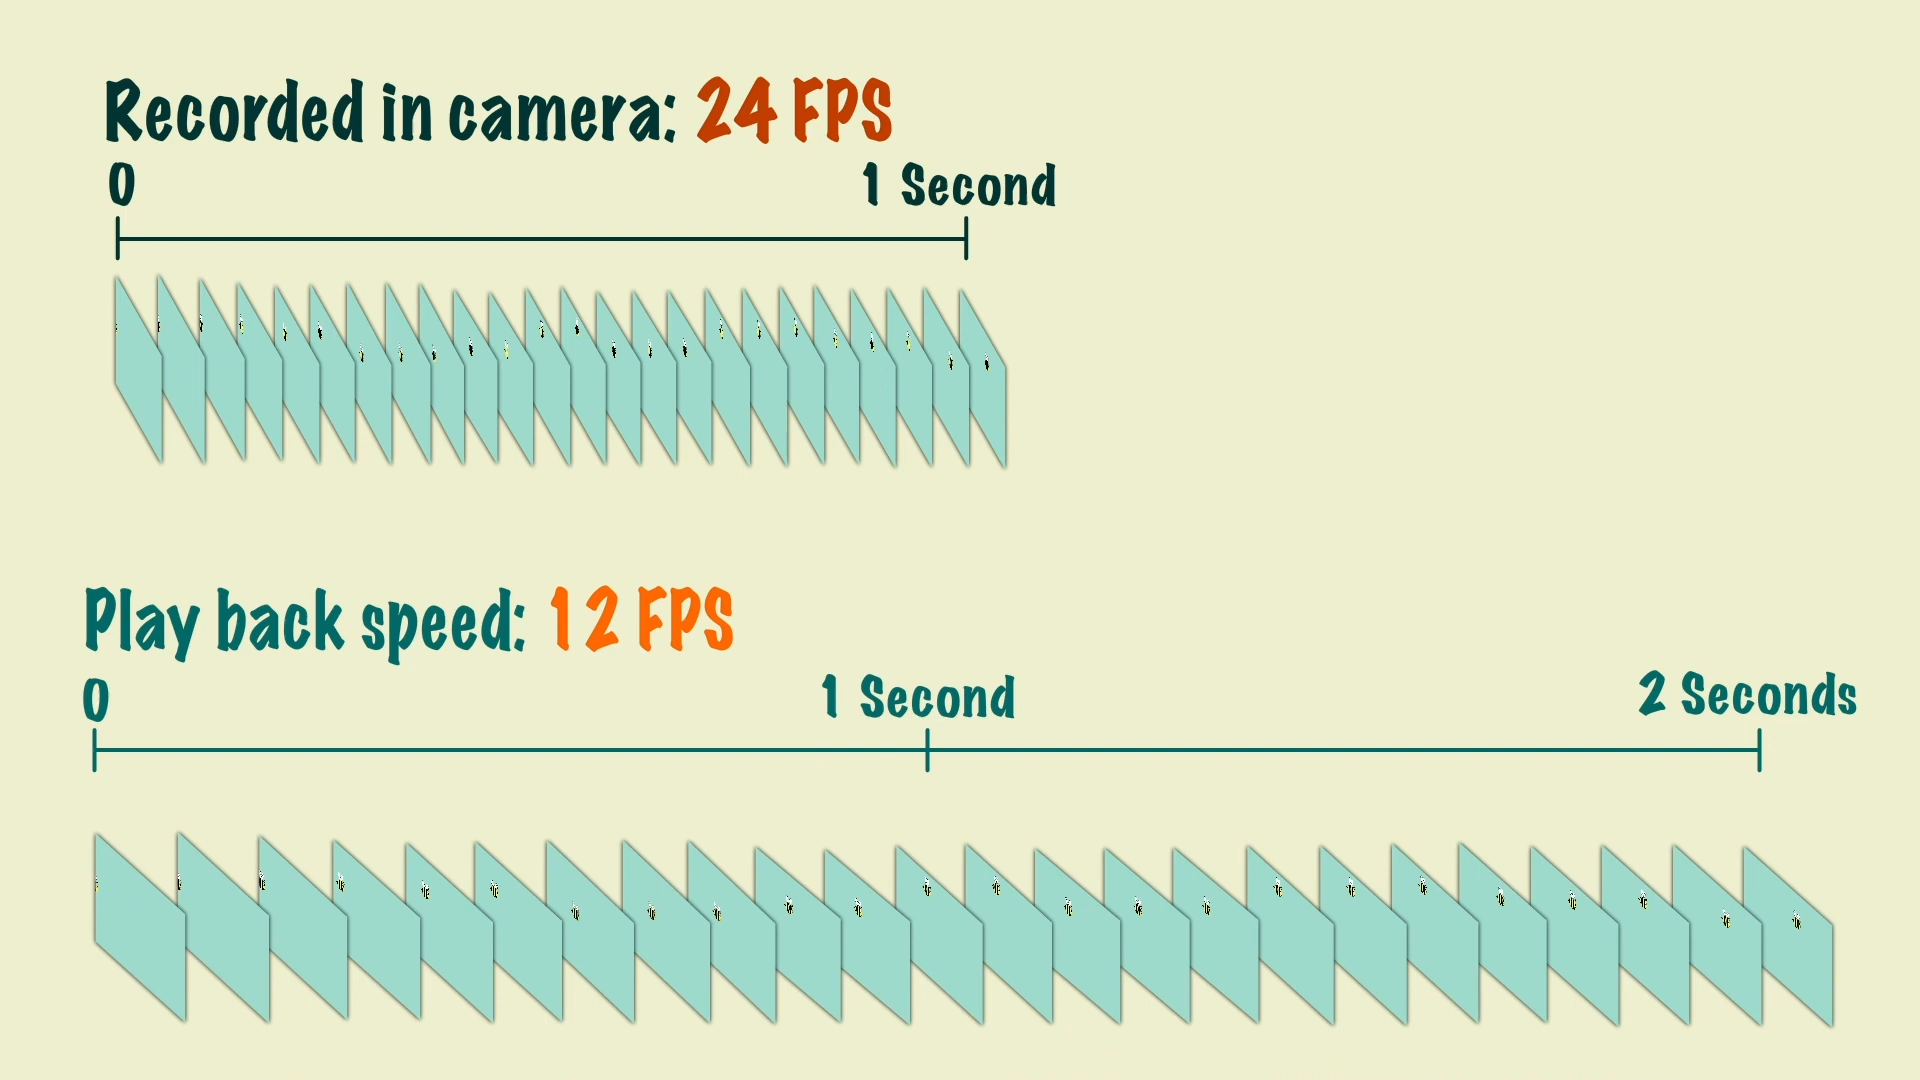 Recorded in camera: 24 FPS
0 1 Second
Play back speed: 12 FPS
0 1 Second 2 Seconds